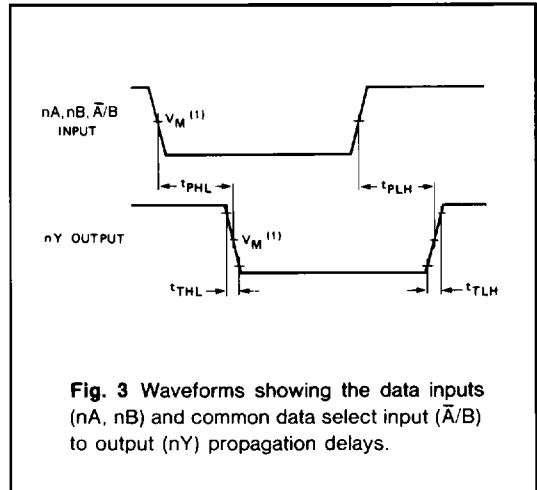 nA, nB, A̅/B
INPUT
V_M (1)
t_PHL
t_PLH
nY OUTPUT
V_M (1)
t_THL
t_TLH
Fig. 3 Waveforms showing the data inputs
(nA, nB) and common data select input (A̅/B)
to output (nY) propagation delays.